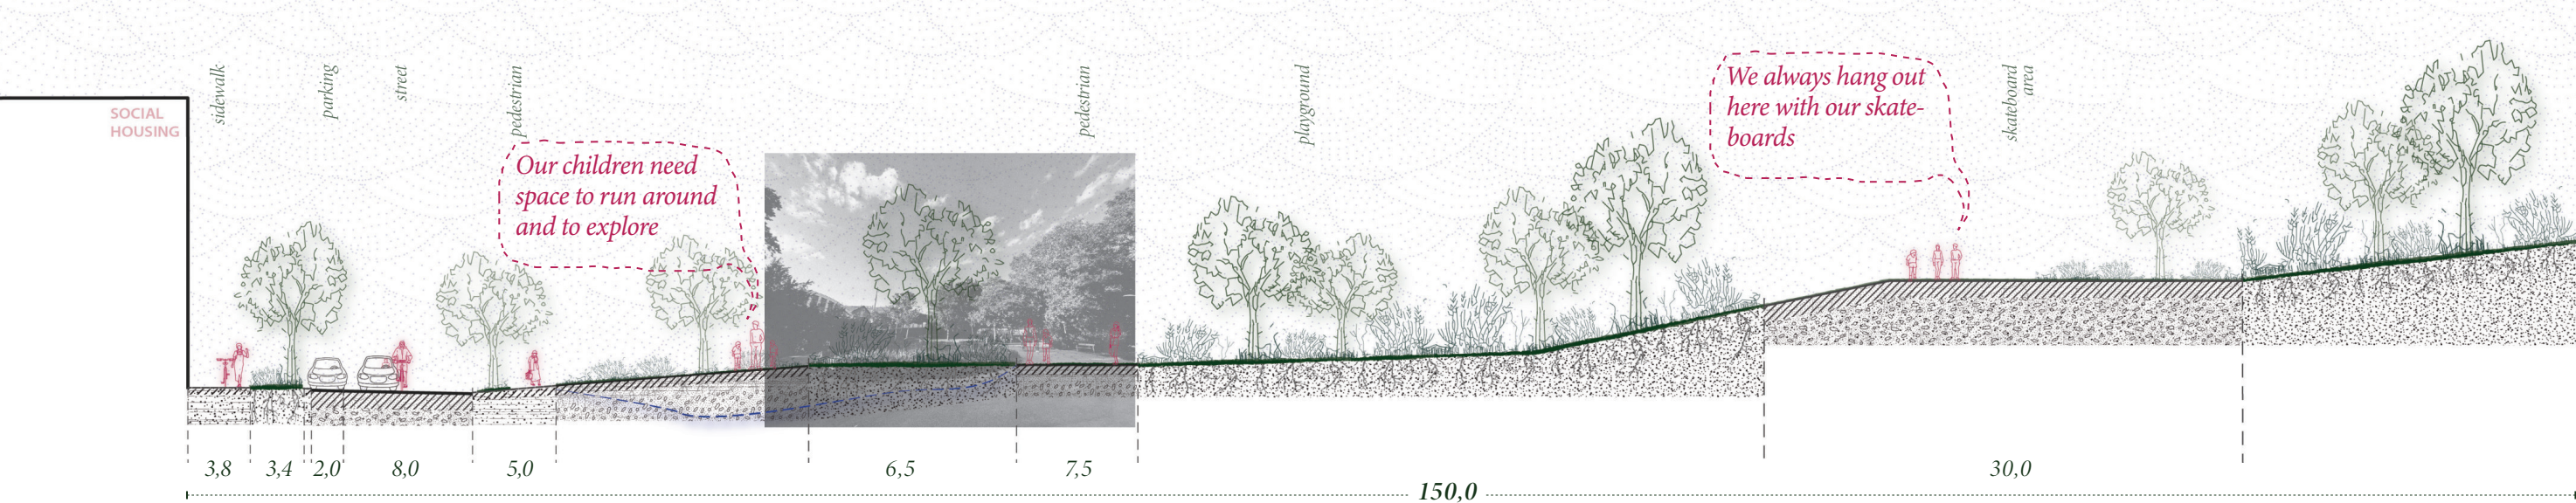 sidewalk
parking
street
pedestrian
pedestrian
playground
skateboard
area
SOCIAL
HOUSING
Our children need
space to run around
and to explore
We always hang out
here with our skate-
boards
3,8
3,4
2,0
8,0
5,0
6,5
7,5
30,0
150,0